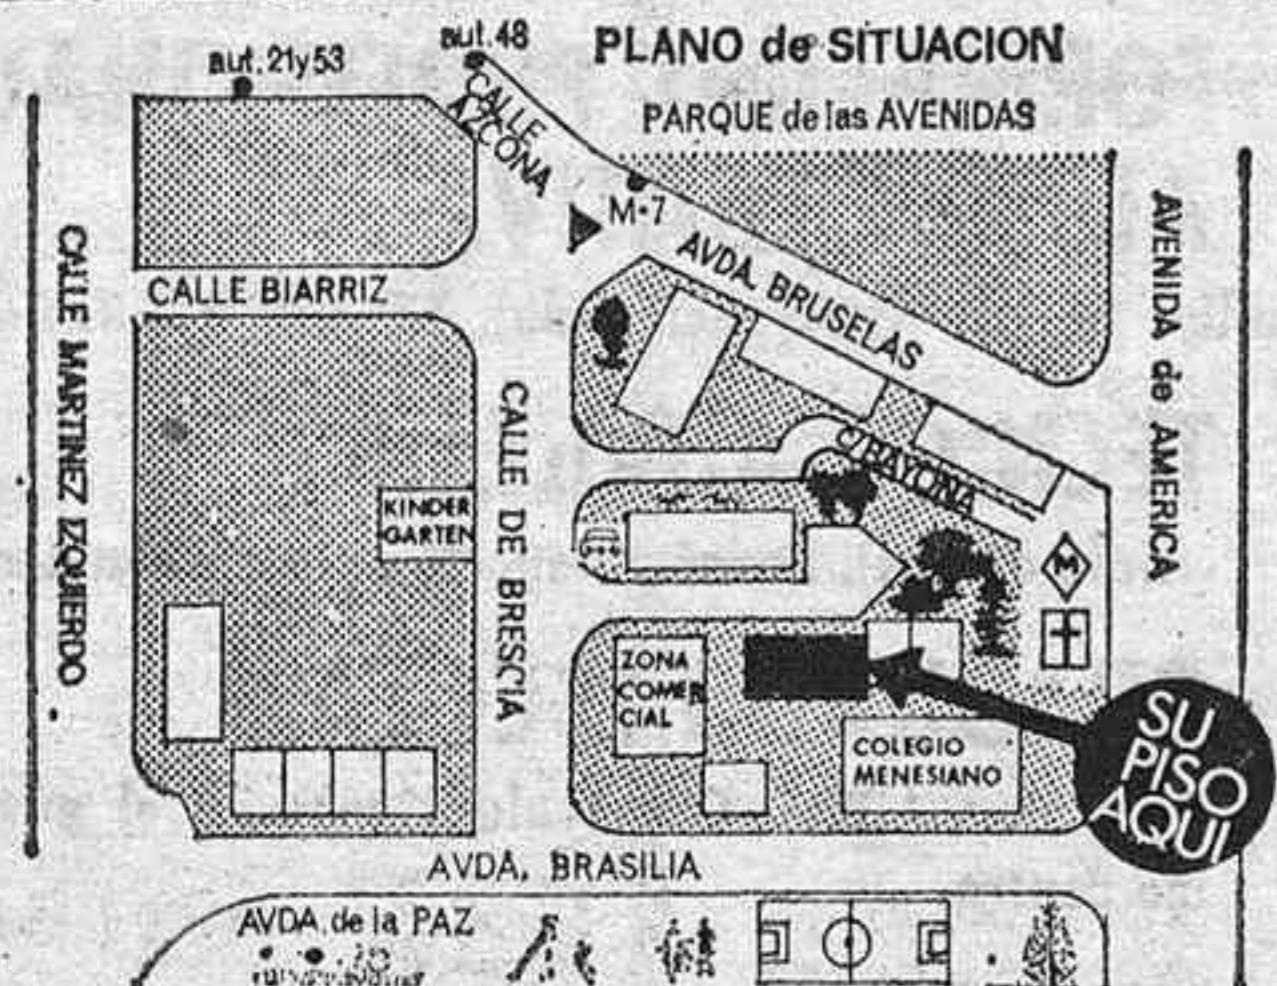 PLANO de SITUACION
PARQUE de las AVENIDAS
aut. 21y53
aut. 48
CALLE
AZCONA
M-7
AVDA. BRUSELAS
AVENIDA de AMERICA
CALLE MARTINEZ IZQUIERDO
CALLE BIARRIZ
CALLE DE BRESCIA
C/ BAYONA
KINDER
GARTEN
M
ZONA
COMER
CIAL
COLEGIO
MENESIANO
SU
PISO
AQUI
AVDA. BRASILIA
AVDA de la PAZ